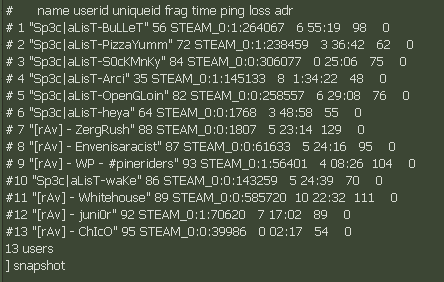 #      name userid uniqueid frag time ping loss adr
# 1 "Sp3c|aLisT-BuLLeT" 56 STEAM_0:1:264067   6 55:19   98    0
# 2 "Sp3c|aLisT-PizzaYumm" 72 STEAM_0:1:238459   3 36:42   62    0
# 3 "Sp3c|aLisT-S0cKMnKy" 84 STEAM_0:0:306077   0 25:06   75    0
# 4 "Sp3c|aLisT-Arci" 35 STEAM_0:1:145133   8  1:34:22   48    0
# 5 "Sp3c|aLisT-OpenGLoin" 82 STEAM_0:0:258557   6 29:08   76    0
# 6 "Sp3c|aLisT-heya" 64 STEAM_0:0:1768   3 48:58   55    0
# 7 "[rAv] - ZergRush" 88 STEAM_0:0:1807   5 23:14   129    0
# 8 "[rAv] - Envenisaracist" 87 STEAM_0:0:61633   5 24:16   95    0
# 9 "[rAv] - WP - #pineriders" 93 STEAM_0:1:56401   4 08:26   104    0
#10 "Sp3c|aLisT-waKe" 86 STEAM_0:0:143259   5 24:39   70    0
#11 "[rAv] - Whitehouse" 89 STEAM_0:0:585720   10 22:32   111    0
#12 "[rAv] - juni0r" 92 STEAM_0:1:70620   7 17:02   89    0
#13 "[rAv] - ChIcO" 95 STEAM_0:0:39986   0 02:17   54    0
13 users
] snapshot